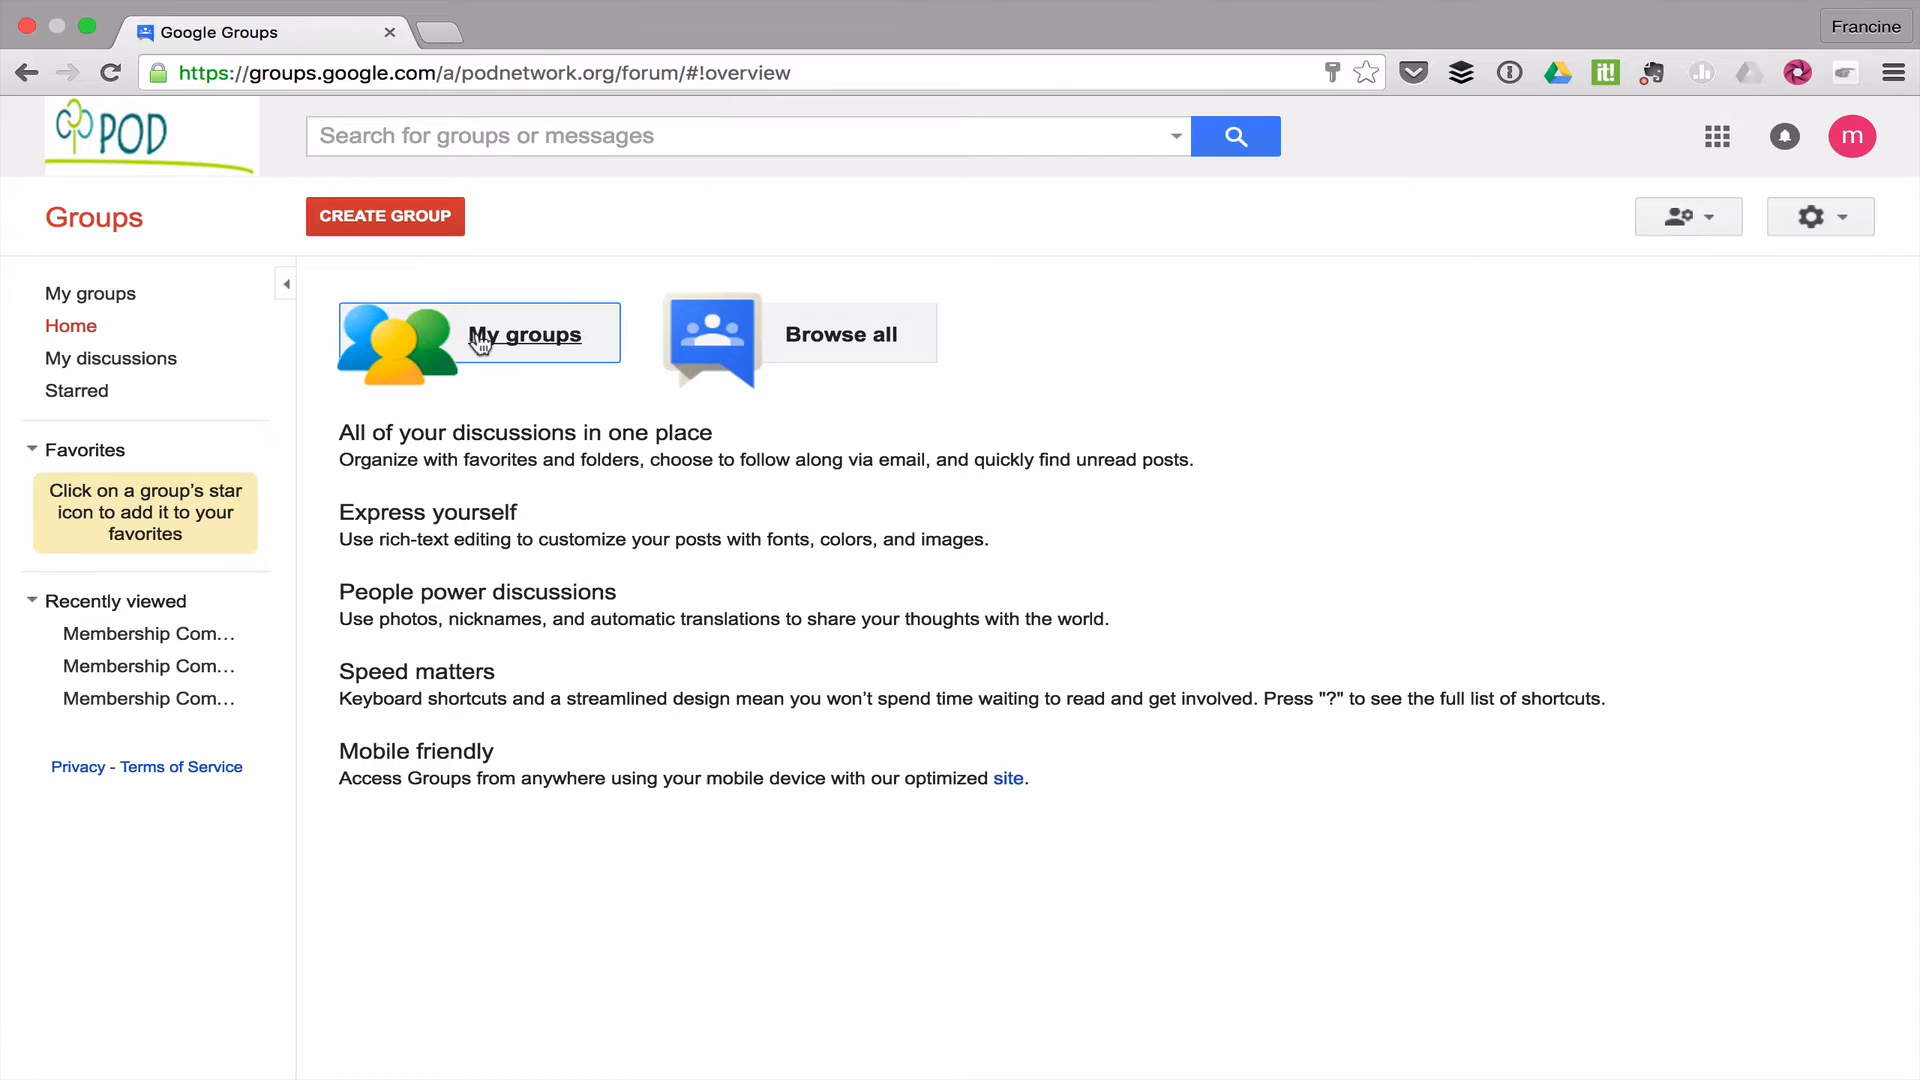 Google Groups
Francine
https://groups.google.com/a/podnetwork.org/forum/#!overview
it!
POD
Search for groups or messages
m
Groups
CREATE GROUP
My groups
Home
My discussions
Starred
Favorites
Click on a group's star
icon to add it to your
favorites
Recently viewed
Membership Com...
Membership Com...
Membership Com...
Privacy - Terms of Service
My groups
Browse all
All of your discussions in one place
Organize with favorites and folders, choose to follow along via email, and quickly find unread posts.
Express yourself
Use rich-text editing to customize your posts with fonts, colors, and images.
People power discussions
Use photos, nicknames, and automatic translations to share your thoughts with the world.
Speed matters
Keyboard shortcuts and a streamlined design mean you won't spend time waiting to read and get involved. Press "?" to see the full list of shortcuts.
Mobile friendly
Access Groups from anywhere using your mobile device with our optimized site.